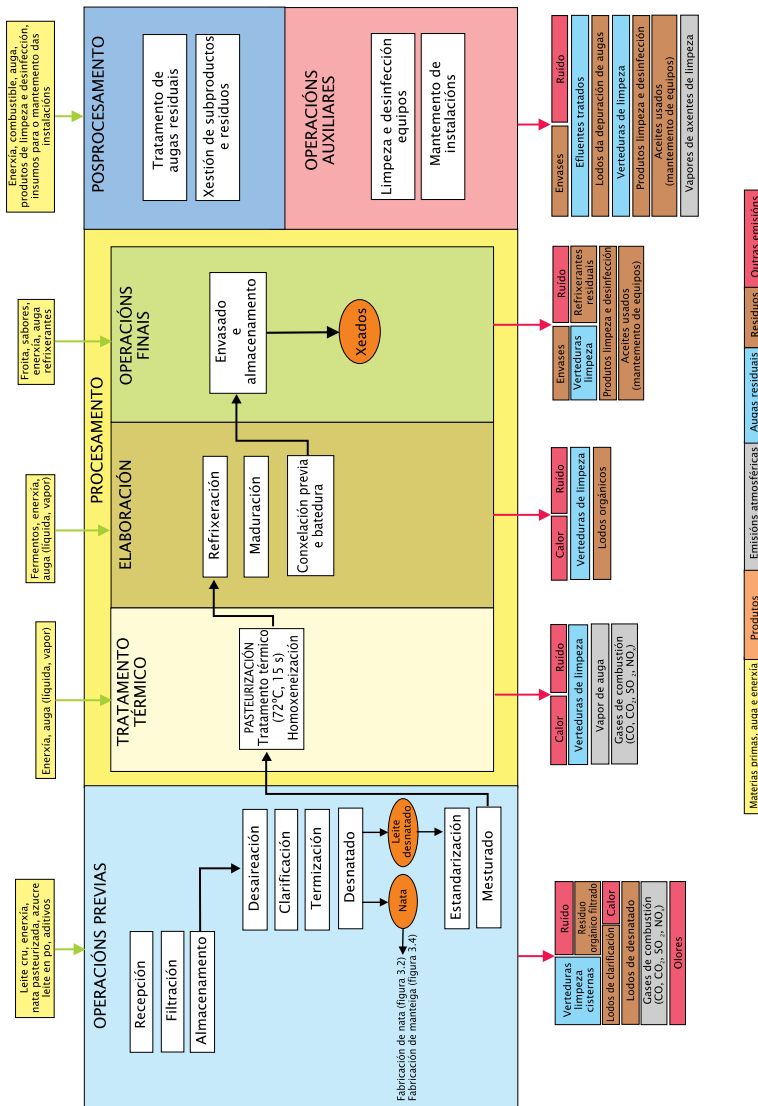 Leite cru, enerxía,
nata pasteurizada, azucre
leite en po, aditivos
Enerxía, auga (líquida, vapor)
Fermentos, enerxía,
auga (líquida, vapor)
Froita, sabores,
enerxía, auga
refrixerantes
Enerxía, combustible, auga,
produtos de limpeza e desinfección,
insumos para o mantemento das
instalacións
OPERACIÓNS PREVIAS
Recepción
Filtración
Almacenamento
Desaireación
Clarificación
Termización
Desnatado
Nata
Leite
desnatado
Fabricación de nata (figura 3.2)
Fabricación de manteiga (figura 3.4)
Estandarización
Mesturado
PROCESAMENTO
TRATAMENTO
TÉRMICO
PASTEURIZACIÓN
Tratamento térmico
(72ºC, 15 s)
Homoxeneización
ELABORACIÓN
Refrixeración
Maduración
Conxelación previa
e batedura
OPERACIÓNS
FINAIS
Envasado
e
almacenamento
Xeados
POSPROCESAMENTO
Tratamento de
augas residuais
Xestión de subproductos
e residuos
OPERACIÓNS
AUXILIARES
Limpeza e desinfección
equipos
Mantemento de
instalacións
Verteduras
limpeza
cisternas
Ruído
Residuo
orgánico filtrado
Lodos de clarificación
Calor
Lodos de desnatado
Gases de combustión
(CO, CO₂, SO ₂, NOₓ)
Olores
Calor
Ruído
Verteduras de limpeza
Vapor de auga
Gases de combustión
(CO, CO₂, SO ₂, NOₓ)
Calor
Ruído
Verteduras de limpeza
Lodos orgánicos
Envases
Ruído
Verteduras
limpeza
Refrixerantes
residuais
Produtos limpeza e desinfección
Aceites usados
(mantemento de equipos)
Envases
Ruído
Efluentes tratados
Lodos da depuración de augas
Verteduras de limpeza
Produtos limpeza e desinfección
Aceites usados
(mantemento de equipos)
Vapores de axentes de limpeza
Materias primas, auga e enerxía
Produtos
Emisións atmosféricas
Augas residuais
Residuos
Outras emisións